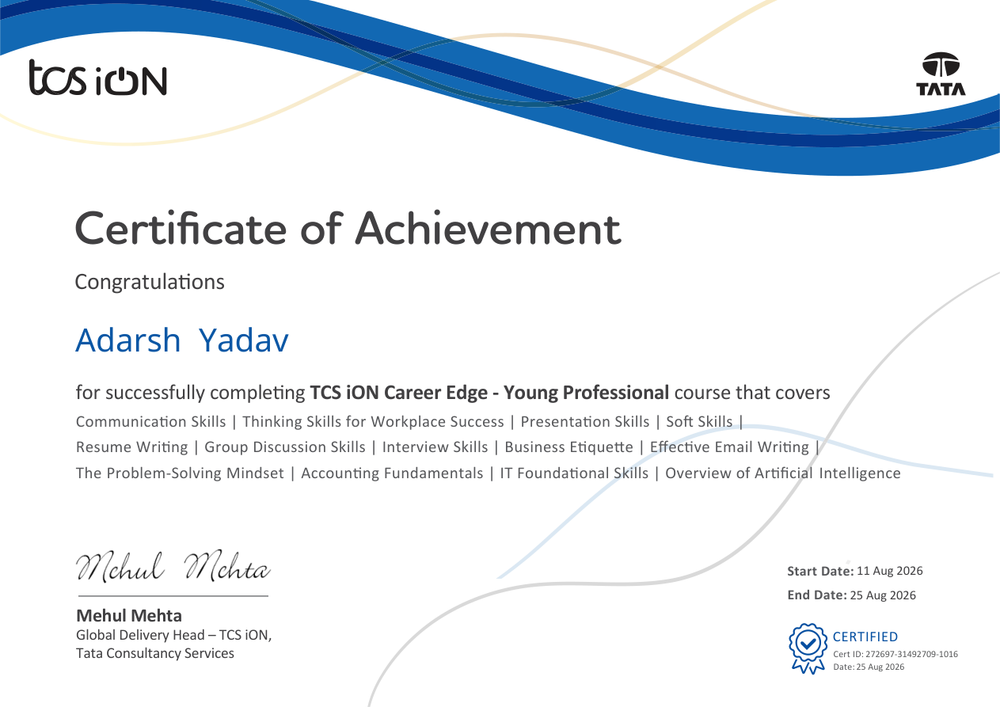 tcs iON
TATA
Certificate of Achievement
Congratulations
Adarsh Yadav
for successfully completing TCS iON Career Edge - Young Professional course that covers
Communication Skills | Thinking Skills for Workplace Success | Presentation Skills | Soft Skills |
Resume Writing | Group Discussion Skills | Interview Skills | Business Etiquette | Effective Email Writing |
The Problem-Solving Mindset | Accounting Fundamentals | IT Foundational Skills | Overview of Artificial Intelligence
Mehul Mehta
Mehul Mehta
Global Delivery Head – TCS iON,
Tata Consultancy Services
Start Date: 11 Aug 2026
End Date: 25 Aug 2026
CERTIFIED
Cert ID: 272697-31492709-1016
Date: 25 Aug 2026